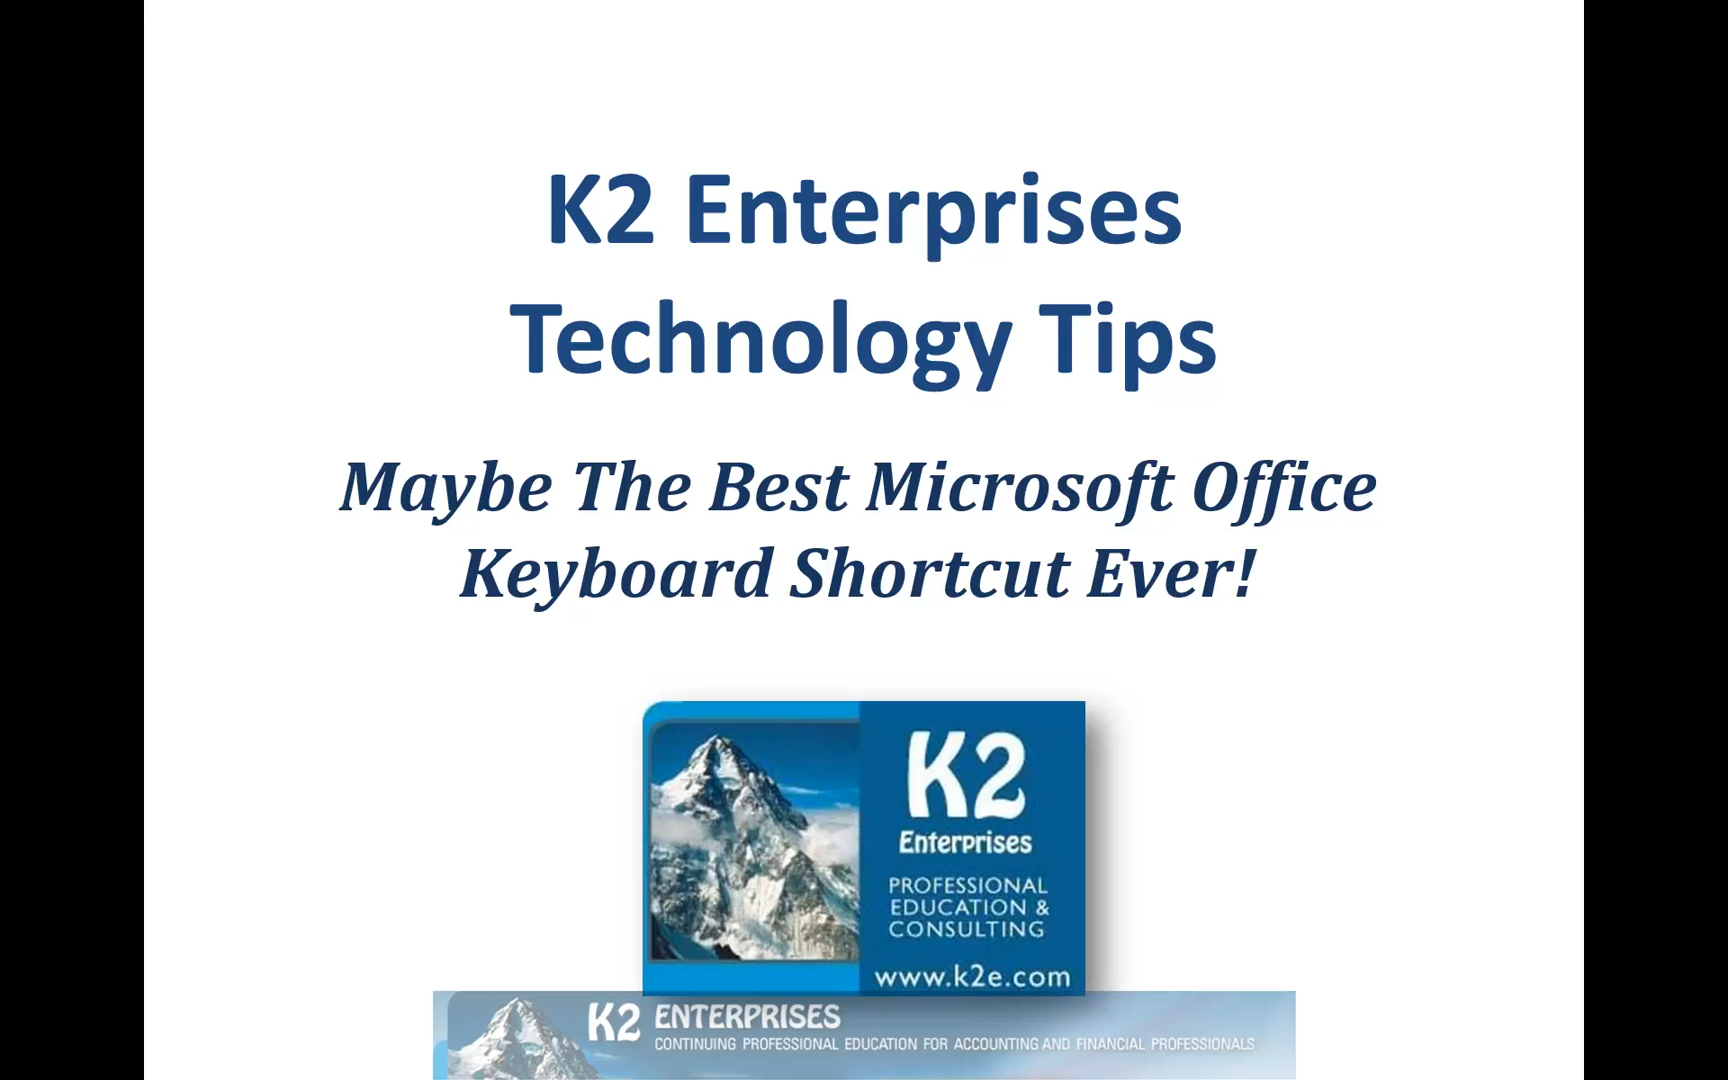 K2 Enterprises
Technology Tips
Maybe The Best Microsoft Office
Keyboard Shortcut Ever!
K2
Enterprises
PROFESSIONAL
EDUCATION &
CONSULTING
www.k2e.com
K2 ENTERPRISES
CONTINUING PROFESSIONAL EDUCATION FOR ACCOUNTING AND FINANCIAL PROFESSIONALS